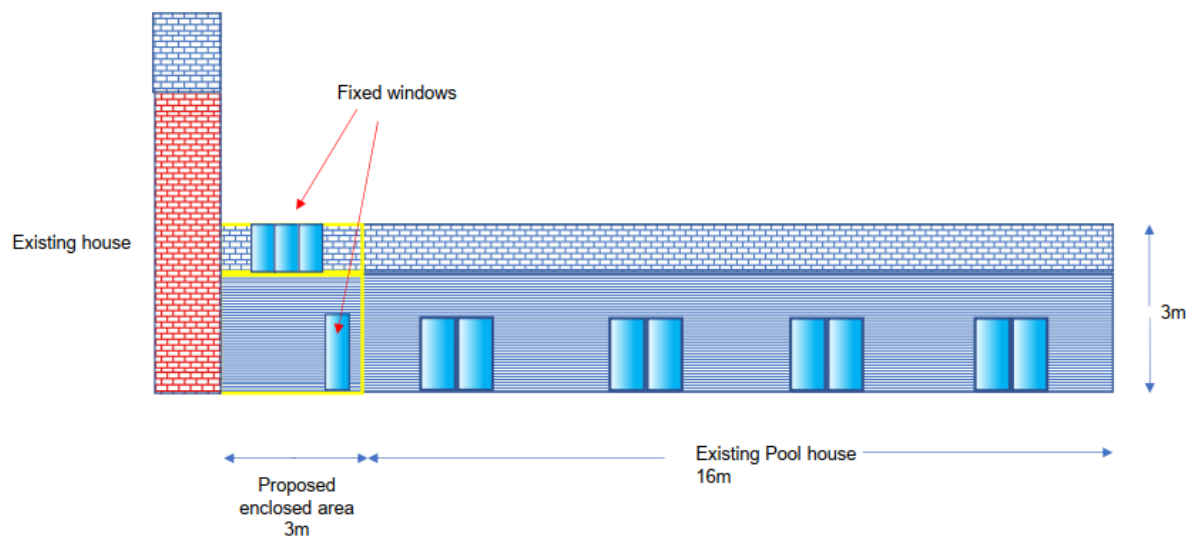 Fixed windows
Existing house
3m
Existing Pool house
16m
Proposed
enclosed area
3m